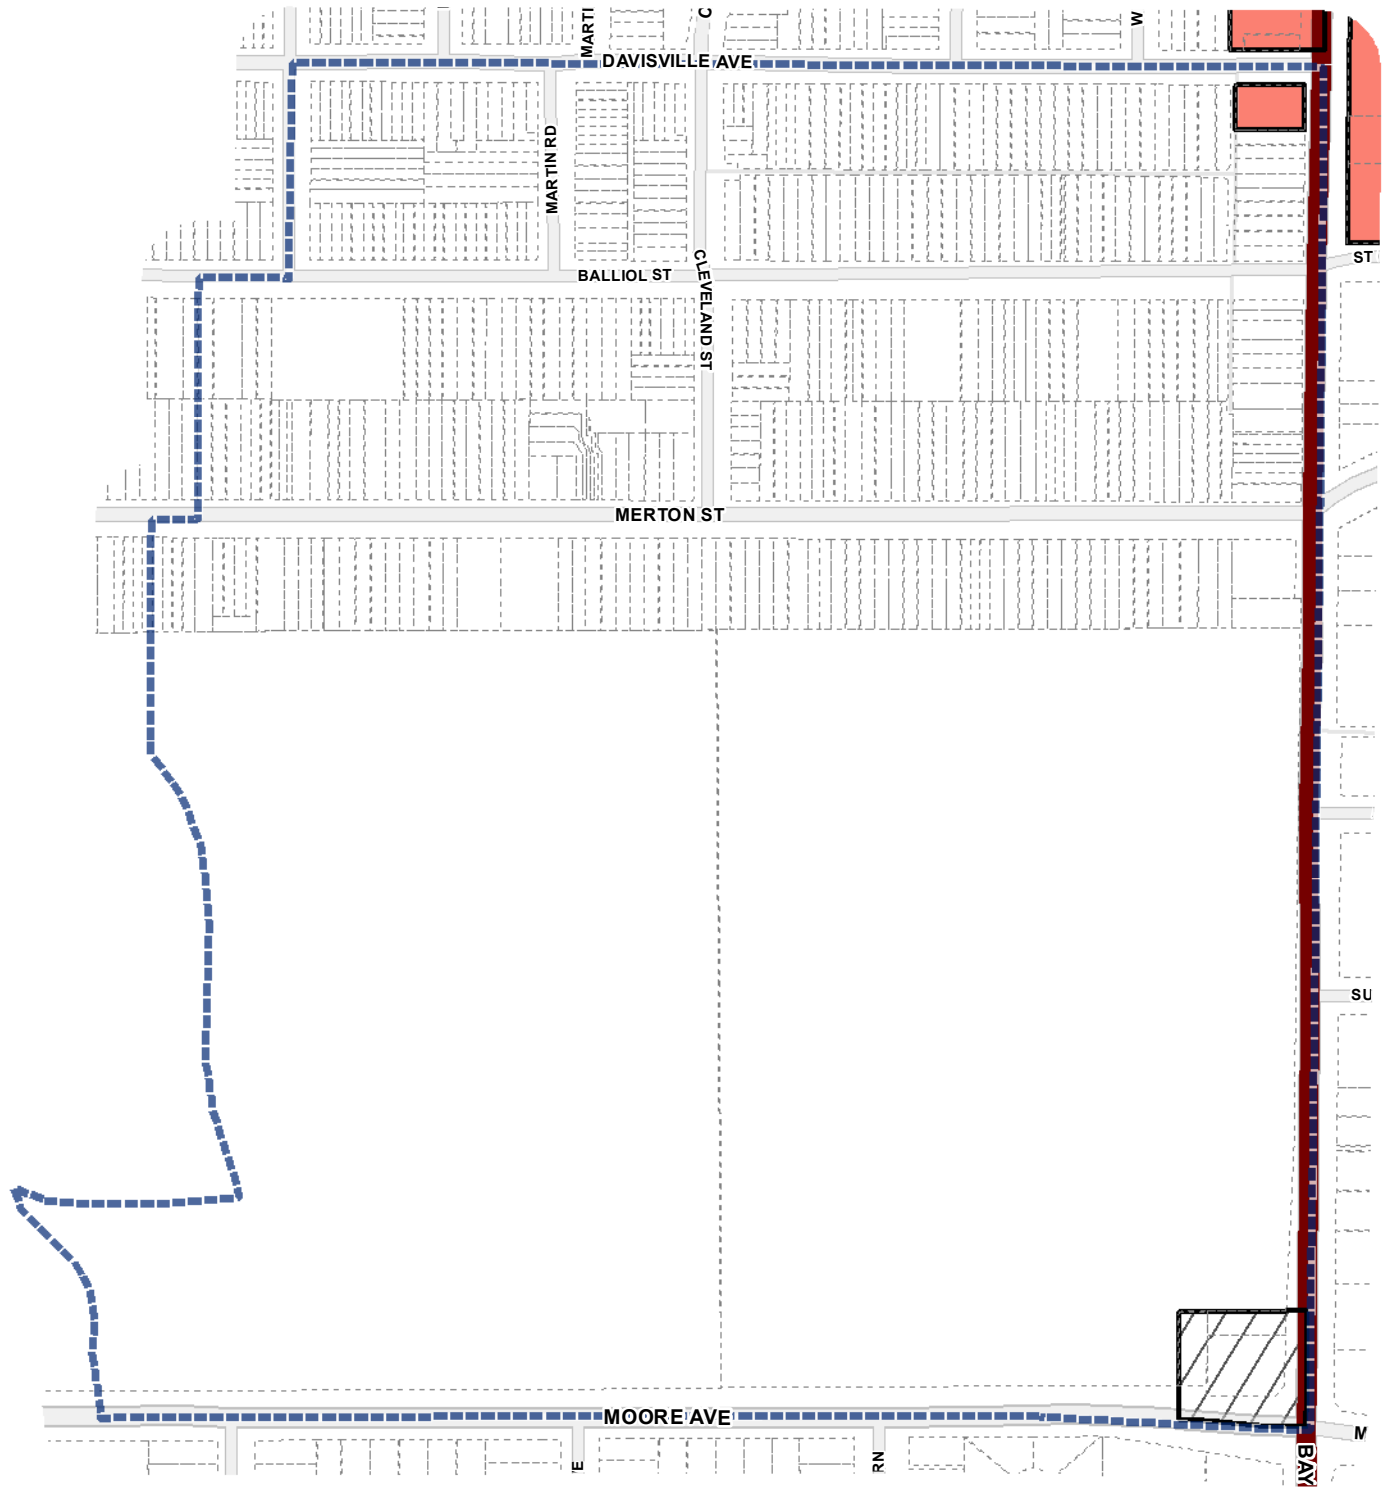 MARTI
C
W
DAVISVILLE AVE
MARTIN RD
CLEVELAND ST
ST
BALLIOL ST
MERTON ST
SU
MOORE AVE
M
E
RN
BAY